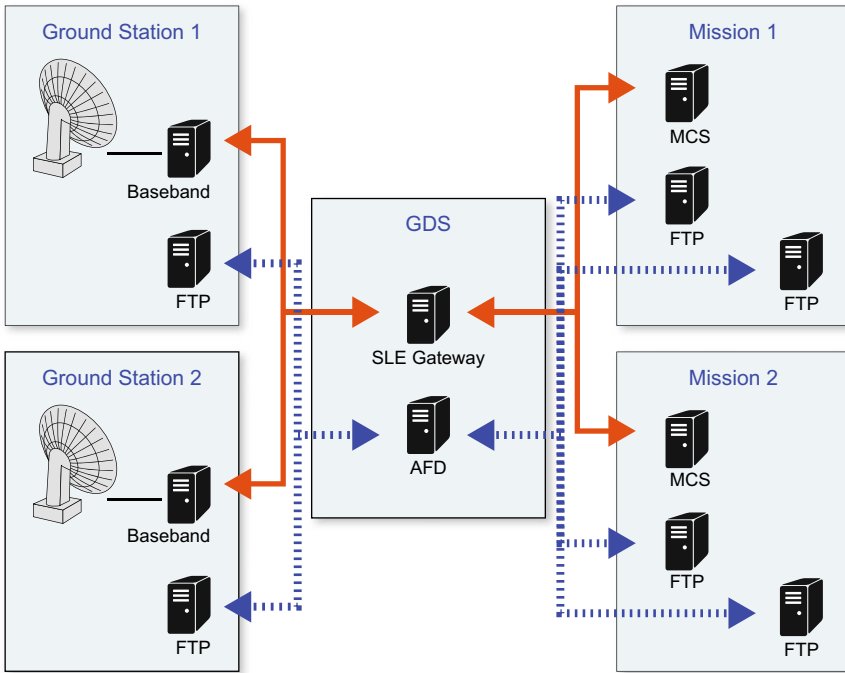 Ground Station 1
Baseband
FTP
Ground Station 2
Baseband
FTP
GDS
SLE Gateway
AFD
Mission 1
MCS
FTP
FTP
Mission 2
MCS
FTP
FTP